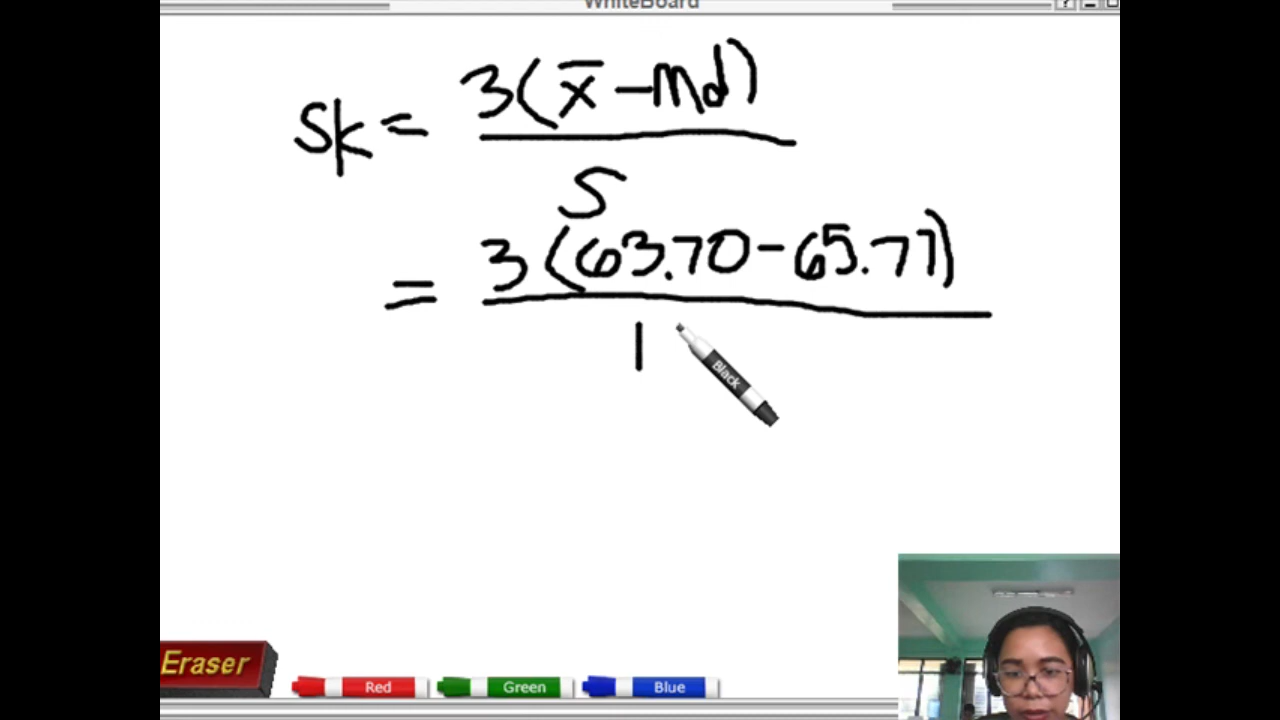 WhiteBoard
Sk = 3(x̄ - Md)
S
= 3(63.70 - 65.77)
1
Black
Eraser
Red
Green
Blue